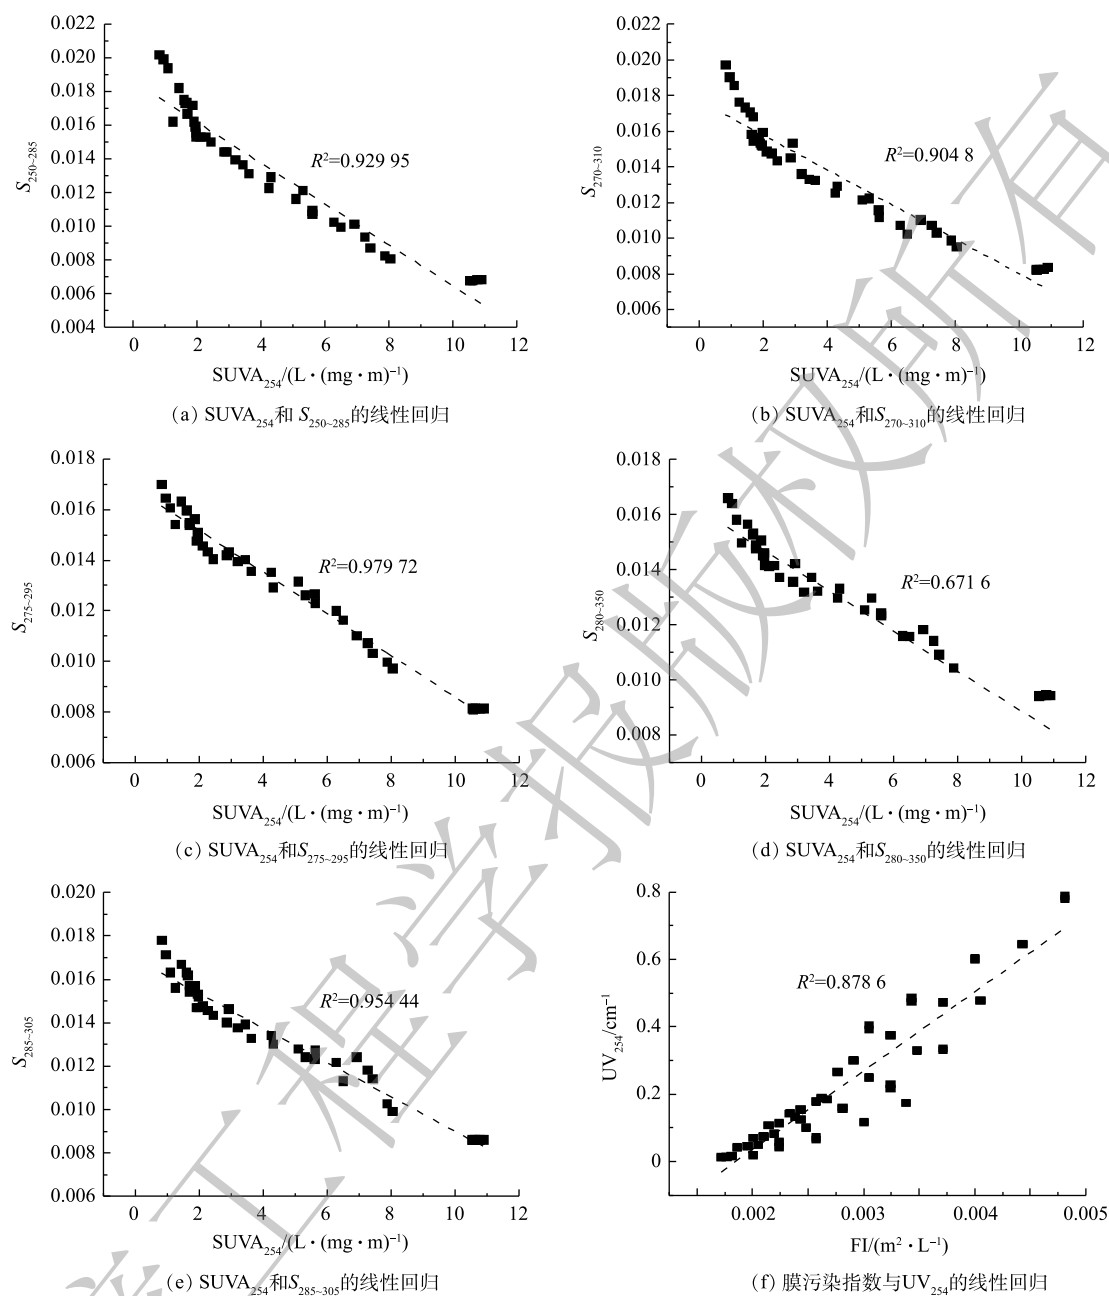 0.022
0.020
0.018
0.016
0.014
0.012
0.010
0.008
0.006
0.004
S250~285
R²=0.929 95
0 2 4 6 8 10 12
SUVA254/(L·(mg·m)⁻¹)
(a) SUVA254和 S250~285的线性回归
0.022
0.020
0.018
0.016
0.014
0.012
0.010
0.008
0.006
S270~310
R²=0.904 8
0 2 4 6 8 10 12
SUVA254/(L·(mg·m)⁻¹)
(b) SUVA254和S270~310的线性回归
0.018
0.016
0.014
0.012
0.010
0.008
0.006
S275~295
R²=0.979 72
0 2 4 6 8 10 12
SUVA254/(L·(mg·m)⁻¹)
(c) SUVA254和S275~295的线性回归
0.018
0.016
0.014
0.012
0.010
0.008
S280~350
R²=0.671 6
0 2 4 6 8 10 12
SUVA254/(L·(mg·m)⁻¹)
(d) SUVA254和S280~350的线性回归
0.020
0.018
0.016
0.014
0.012
0.010
0.008
0.006
S285~305
R²=0.954 44
0 2 4 6 8 10 12
SUVA254/(L·(mg·m)⁻¹)
(e) SUVA254和S285~305的线性回归
0.8
0.6
0.4
0.2
0
UV254/cm⁻¹
R²=0.878 6
0.002 0.003 0.004 0.005
FI/(m²·L⁻¹)
(f) 膜污染指数与UV254的线性回归
工程学报版权所有